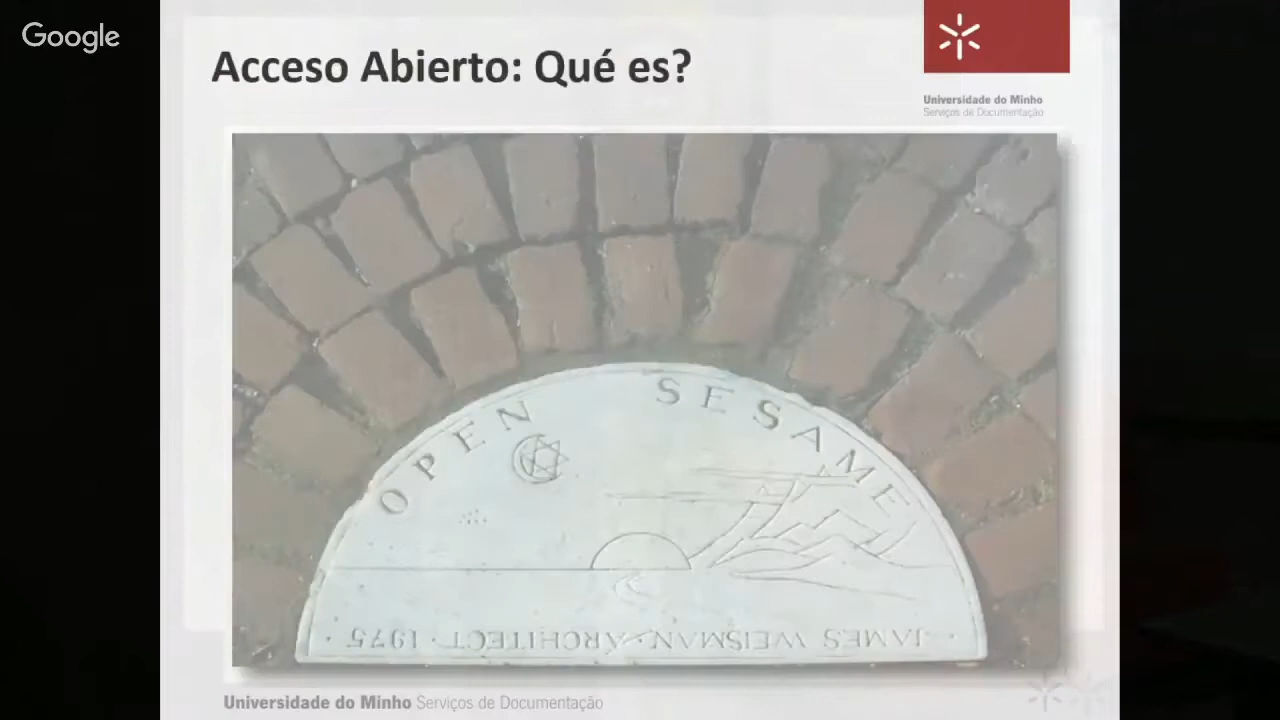 Google
Acceso Abierto: Qué es?
Universidade do Minho
Serviços de Documentação
OPEN SESAME
JAMES WEISMAN · ARCHITECT · 1975
Universidade do Minho Serviços de Documentação